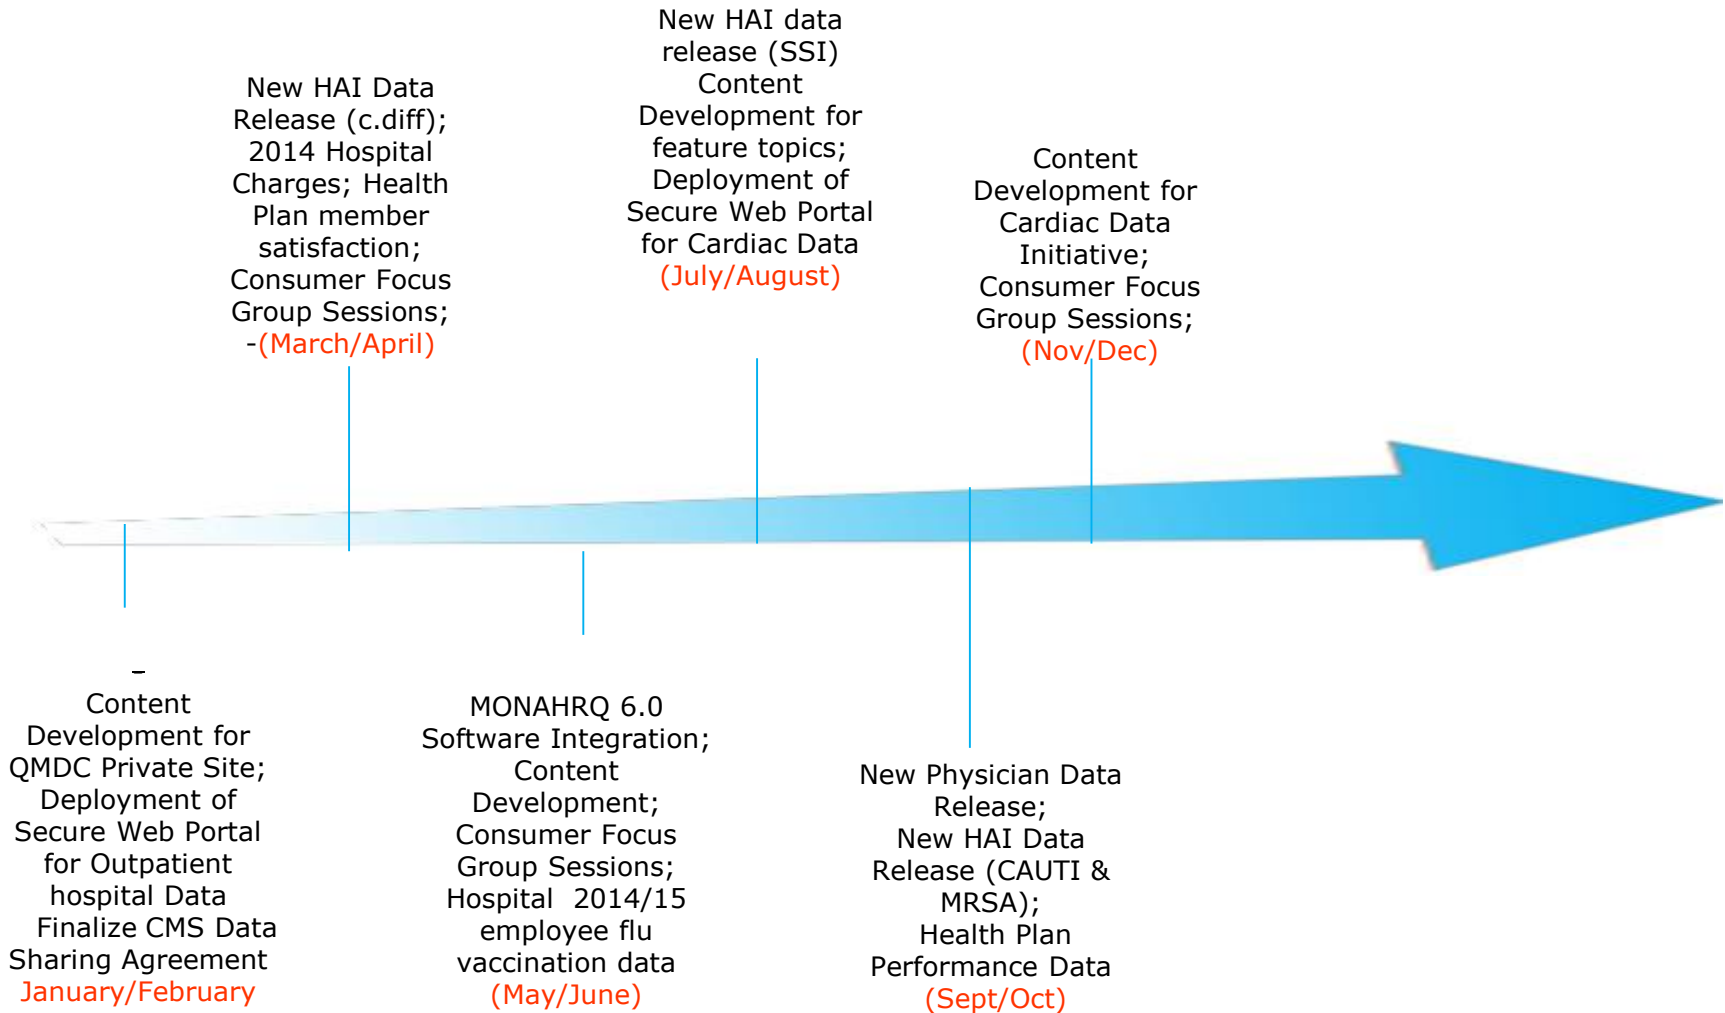 New HAI Data
Release (c.diff);
2014 Hospital
Charges; Health
Plan member
satisfaction;
Consumer Focus
Group Sessions;
-(March/April)
New HAI data
release (SSI)
Content
Development for
feature topics;
Deployment of
Secure Web Portal
for Cardiac Data
(July/August)
Content
Development for
Cardiac Data
Initiative;
Consumer Focus
Group Sessions;
(Nov/Dec)
–
Content
Development for
QMDC Private Site;
Deployment of
Secure Web Portal
for Outpatient
hospital Data
Finalize CMS Data
Sharing Agreement
January/February
MONAHRQ 6.0
Software Integration;
Content
Development;
Consumer Focus
Group Sessions;
Hospital 2014/15
employee flu
vaccination data
(May/June)
New Physician Data
Release;
New HAI Data
Release (CAUTI &
MRSA);
Health Plan
Performance Data
(Sept/Oct)